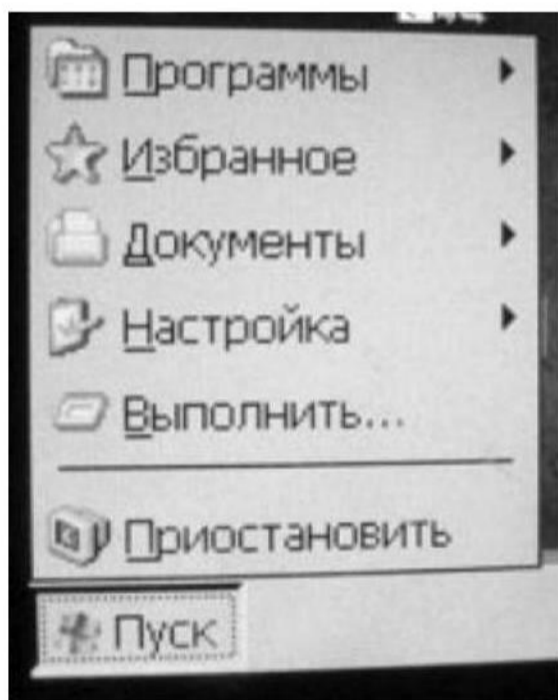 Программы
Избранное
Документы
Настройка
Выполнить...
Приостановить
Пуск